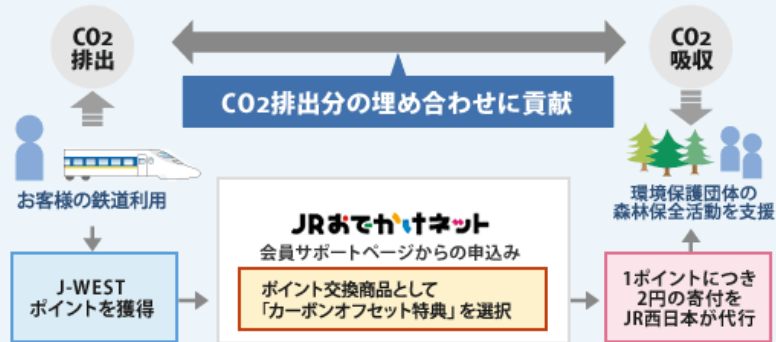 CO2
排出
CO2
吸収
CO2排出分の埋め合わせに貢献
お客様の鉄道利用
環境保護団体の
森林保全活動を支援
J-WEST
ポイントを獲得
JRおでかけネット
会員サポートページからの申込み
ポイント交換商品として
「カーボンオフセット特典」を選択
1ポイントにつき
2円の寄付を
JR西日本が代行